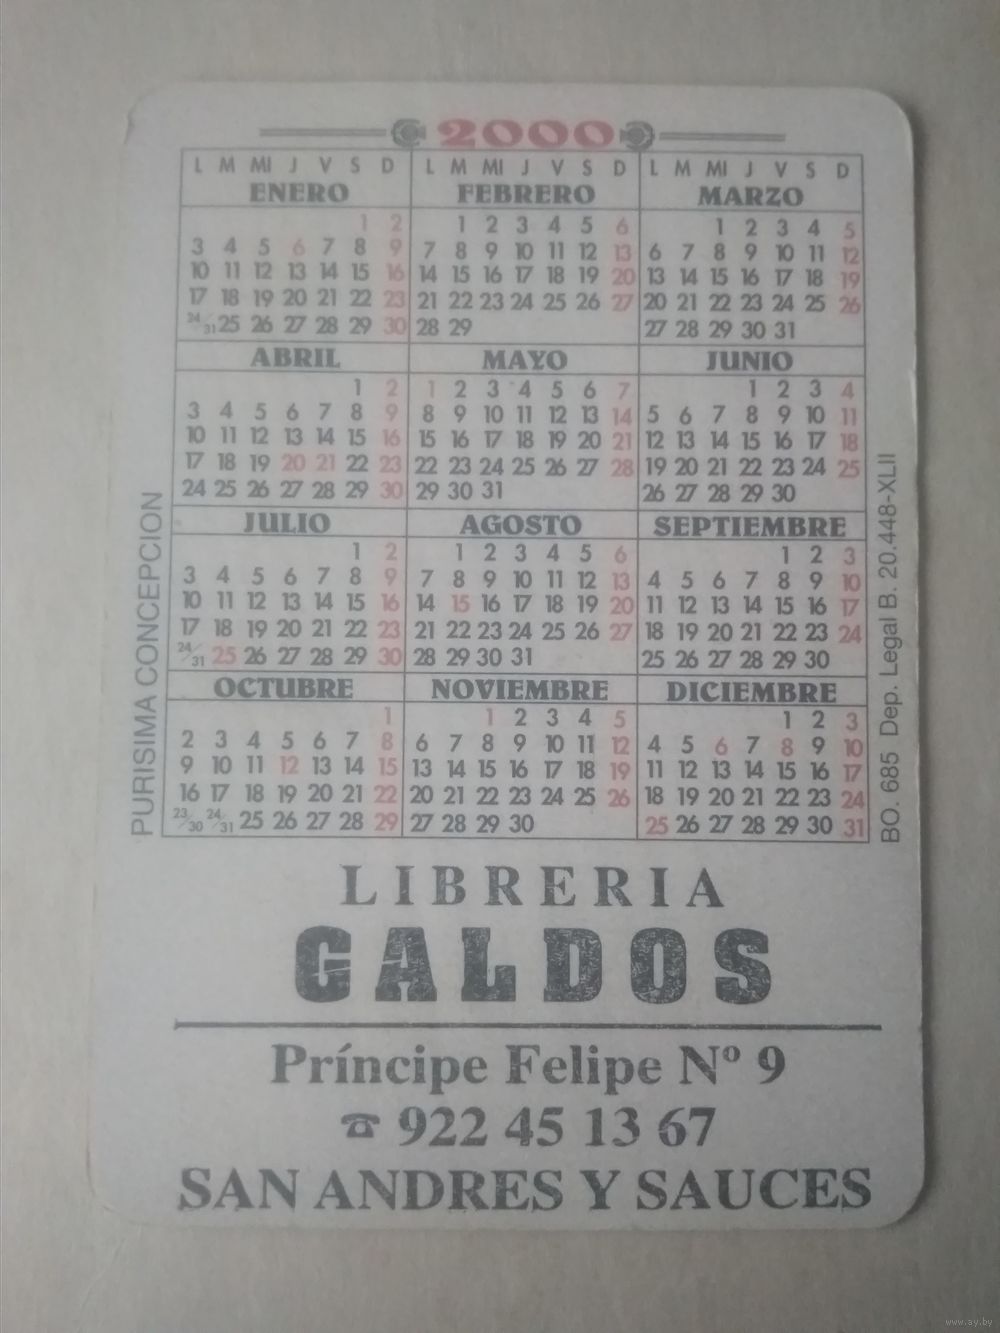 2000
L M MI J V S D L M MI J V S D L M MI J V S D
ENERO FEBRERO MARZO
1 2 1 2 3 4 5 6 1 2 3 4 5
3 4 5 6 7 8 9 7 8 9 10 11 12 13 6 7 8 9 10 11 12
10 11 12 13 14 15 16 14 15 16 17 18 19 20 13 14 15 16 17 18 19
17 18 19 20 21 22 23 21 22 23 24 25 26 27 20 21 22 23 24 25 26
24/31 25 26 27 28 29 30 28 29 27 28 29 30 31
ABRIL MAYO JUNIO
1 2 1 2 3 4 5 6 7 1 2 3 4
3 4 5 6 7 8 9 8 9 10 11 12 13 14 5 6 7 8 9 10 11
10 11 12 13 14 15 16 15 16 17 18 19 20 21 12 13 14 15 16 17 18
17 18 19 20 21 22 23 22 23 24 25 26 27 28 19 20 21 22 23 24 25
24 25 26 27 28 29 30 29 30 31 26 27 28 29 30
JULIO AGOSTO SEPTIEMBRE
1 2 1 2 3 4 5 6 1 2 3
3 4 5 6 7 8 9 7 8 9 10 11 12 13 4 5 6 7 8 9 10
10 11 12 13 14 15 16 14 15 16 17 18 19 20 11 12 13 14 15 16 17
17 18 19 20 21 22 23 21 22 23 24 25 26 27 18 19 20 21 22 23 24
24/31 25 26 27 28 29 30 28 29 30 31 25 26 27 28 29 30
OCTUBRE NOVIEMBRE DICIEMBRE
1 1 2 3 4 5 1 2 3
2 3 4 5 6 7 8 6 7 8 9 10 11 12 4 5 6 7 8 9 10
9 10 11 12 13 14 15 13 14 15 16 17 18 19 11 12 13 14 15 16 17
16 17 18 19 20 21 22 20 21 22 23 24 25 26 18 19 20 21 22 23 24
23/30 24/31 25 26 27 28 29 27 28 29 30 25 26 27 28 29 30 31
PURISIMA CONCEPCION
BO. 685 Dep. Legal B. 20.448-XLII
LIBRERIA
GALDOS
Príncipe Felipe Nº 9
☎ 922 45 13 67
SAN ANDRES Y SAUCES
www.ay.by